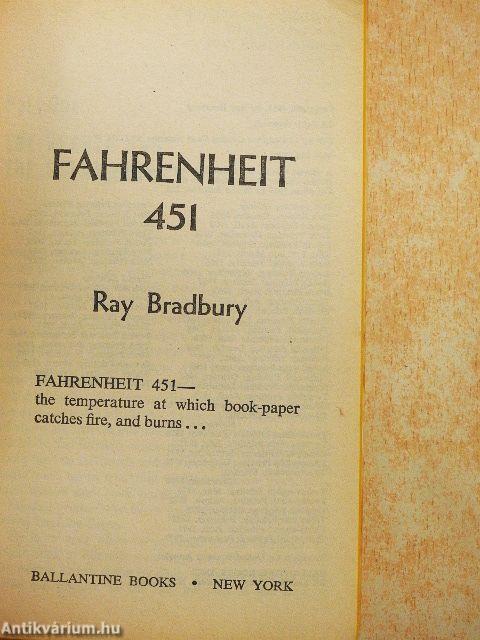 FAHRENHEIT
451
Ray Bradbury
FAHRENHEIT 451—
the temperature at which book-paper
catches fire, and burns...
BALLANTINE BOOKS • NEW YORK
Antikvárium.hu